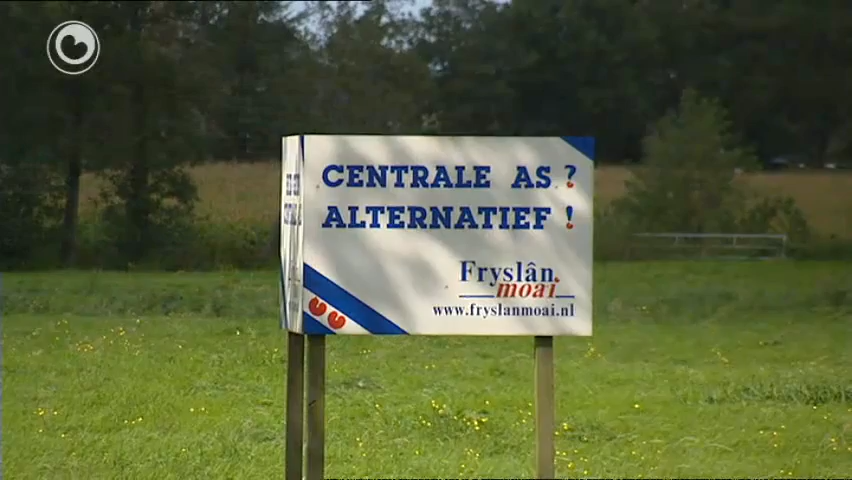 CENTRALE AS ?
ALTERNATIEF !
Fryslân
moai
www.fryslanmoai.nl